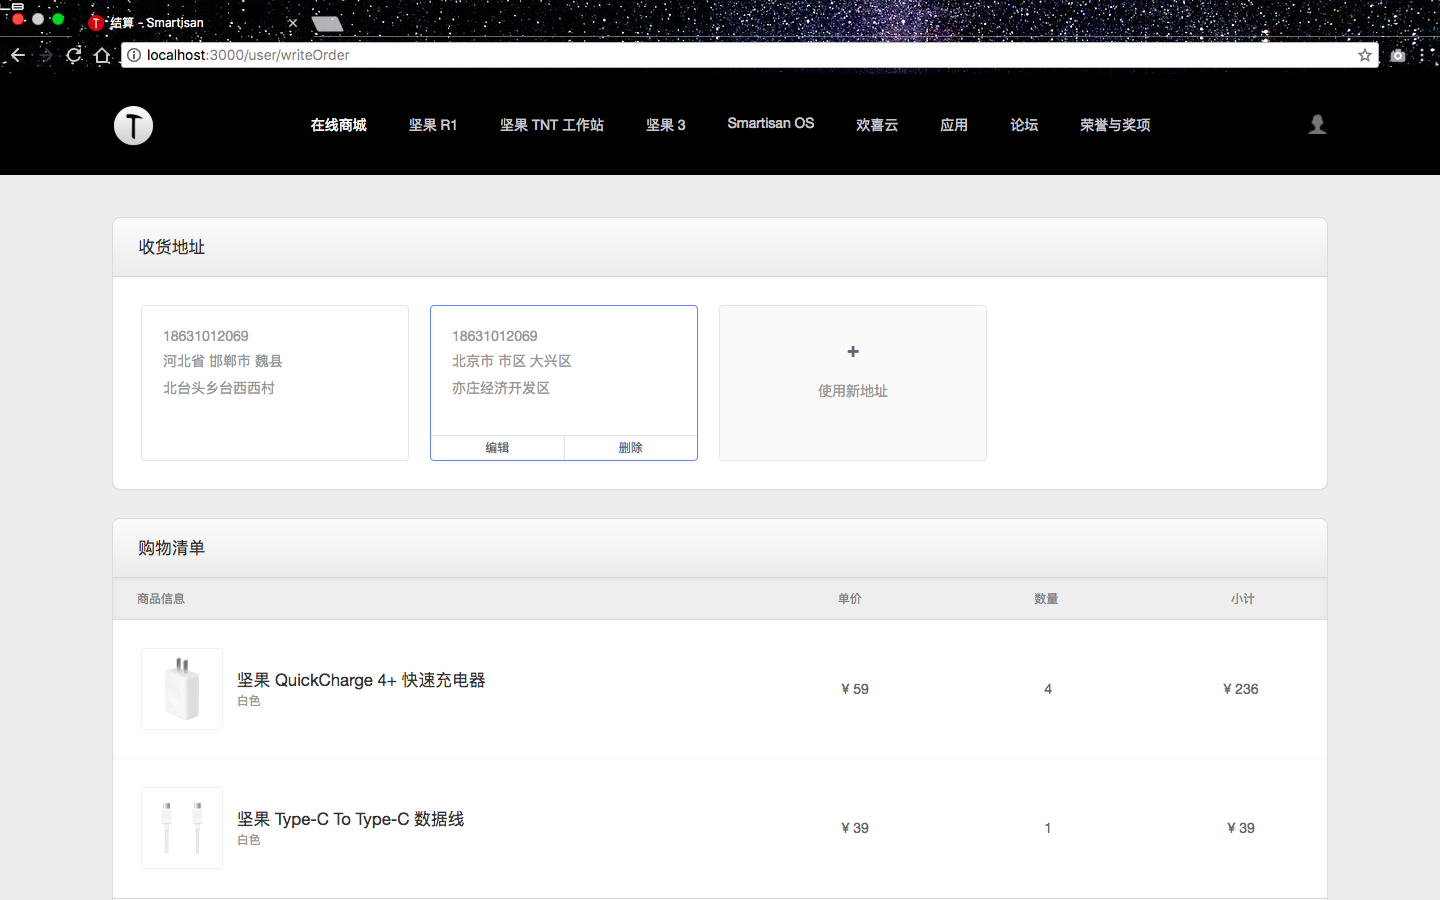 结算 - Smartisan
localhost:3000/user/writeOrder
在线商城 坚果 R1 坚果 TNT 工作站 坚果 3 Smartisan OS 欢喜云 应用 论坛 荣誉与奖项
收货地址
18631012069
河北省 邯郸市 魏县
北台头乡台西西村
18631012069
北京市 市区 大兴区
亦庄经济开发区
编辑 删除
+
使用新地址
购物清单
商品信息 单价 数量 小计
坚果 QuickCharge 4+ 快速充电器
白色
¥ 59 4 ¥ 236
坚果 Type-C To Type-C 数据线
白色
¥ 39 1 ¥ 39